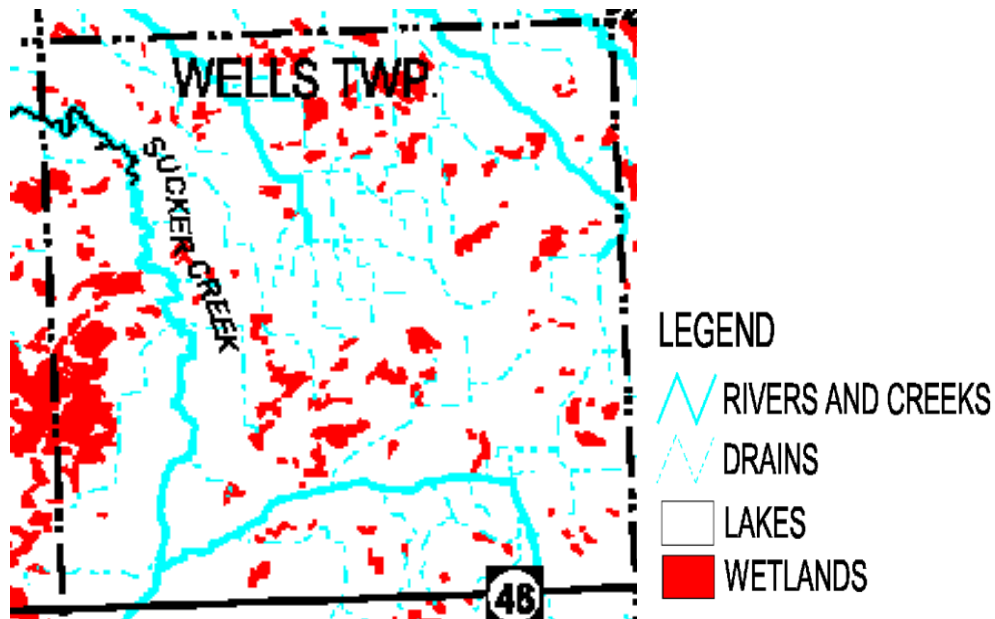 WELLS TWP.
SUCKER CREEK
46
LEGEND
RIVERS AND CREEKS
DRAINS
LAKES
WETLANDS